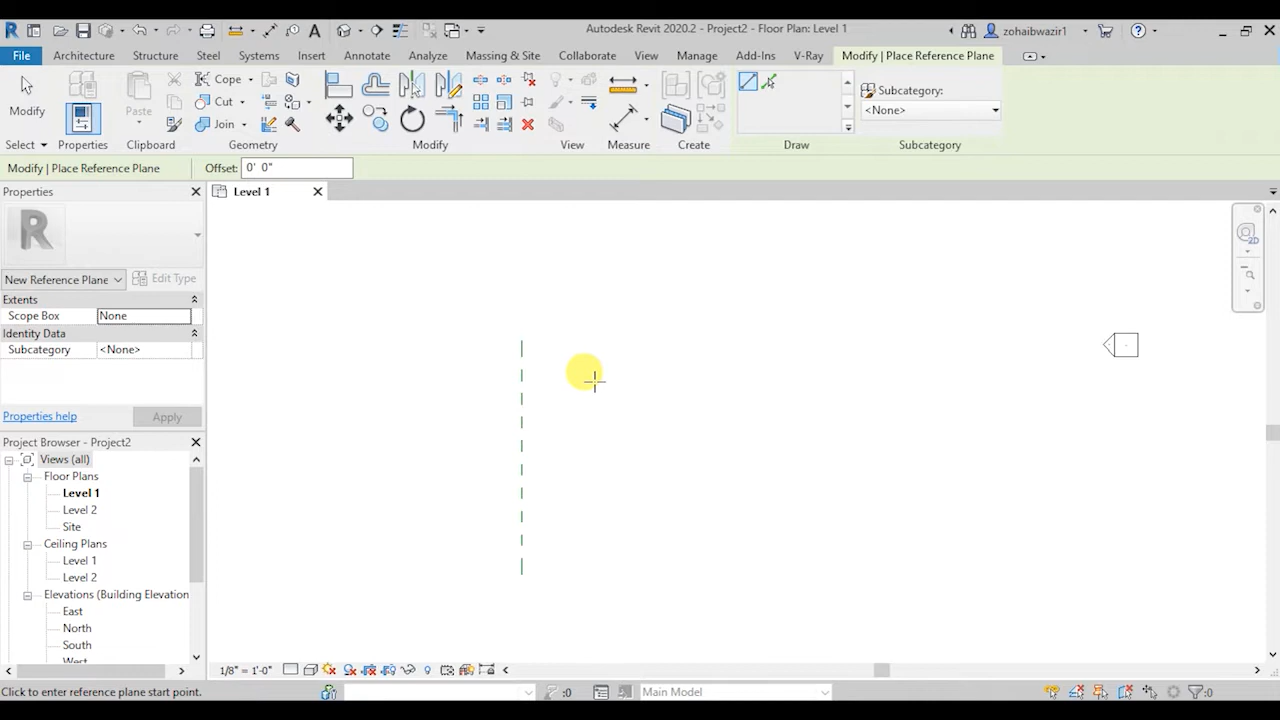 Autodesk Revit 2020.2 - Project2 - Floor Plan: Level 1
zohaibwazir1
File
Architecture
Structure
Steel
Systems
Insert
Annotate
Analyze
Massing & Site
Collaborate
View
Manage
Add-Ins
V-Ray
Modify | Place Reference Plane
Modify
Paste
Cope
Cut
Join
Subcategory:
<None>
Select
Properties
Clipboard
Geometry
Modify
View
Measure
Create
Draw
Subcategory
Modify | Place Reference Plane
Offset: 0' 0"
Properties
Level 1
R
New Reference Plane
Edit Type
Extents
Scope Box
None
Identity Data
Subcategory
<None>
Properties help
Apply
Project Browser - Project2
Views (all)
Floor Plans
Level 1
Level 2
Site
Ceiling Plans
Level 1
Level 2
Elevations (Building Elevation
East
North
South
West
2D
1/8" = 1'-0"
Click to enter reference plane start point.
:0
Main Model
:0